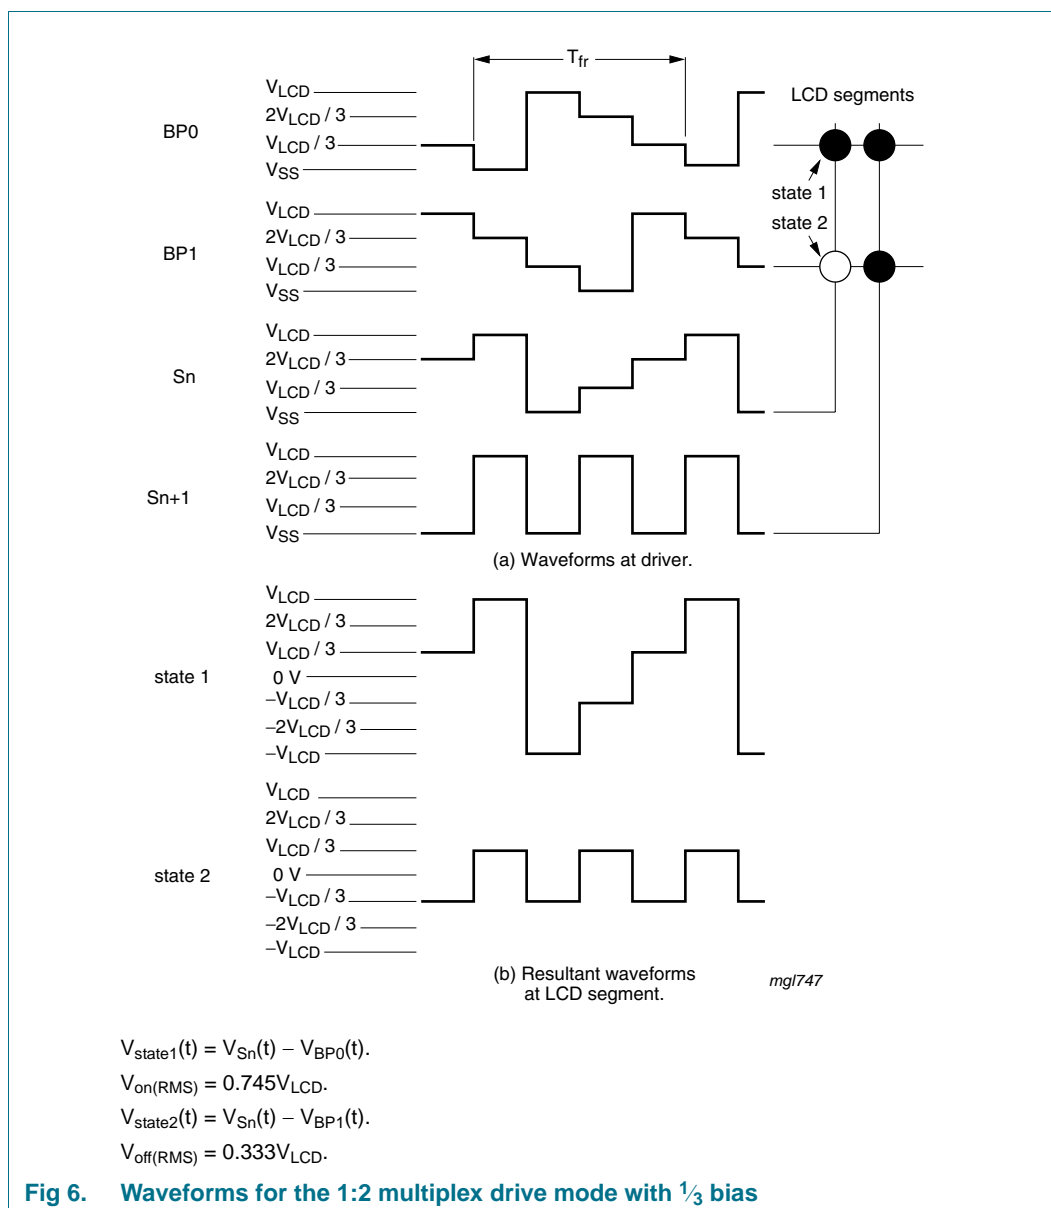 T_fr
V_LCD
2V_LCD / 3
BP0
V_LCD / 3
V_SS
LCD segments
state 1
state 2
V_LCD
2V_LCD / 3
BP1
V_LCD / 3
V_SS
V_LCD
2V_LCD / 3
Sn
V_LCD / 3
V_SS
V_LCD
2V_LCD / 3
Sn+1
V_LCD / 3
V_SS
(a) Waveforms at driver.
V_LCD
2V_LCD / 3
V_LCD / 3
state 1
0 V
−V_LCD / 3
−2V_LCD / 3
−V_LCD
V_LCD
2V_LCD / 3
V_LCD / 3
state 2
0 V
−V_LCD / 3
−2V_LCD / 3
−V_LCD
(b) Resultant waveforms
at LCD segment.
mgl747
V_state1(t) = V_Sn(t) − V_BP0(t).
V_on(RMS) = 0.745V_LCD.
V_state2(t) = V_Sn(t) − V_BP1(t).
V_off(RMS) = 0.333V_LCD.
Fig 6. Waveforms for the 1:2 multiplex drive mode with 1⁄3 bias